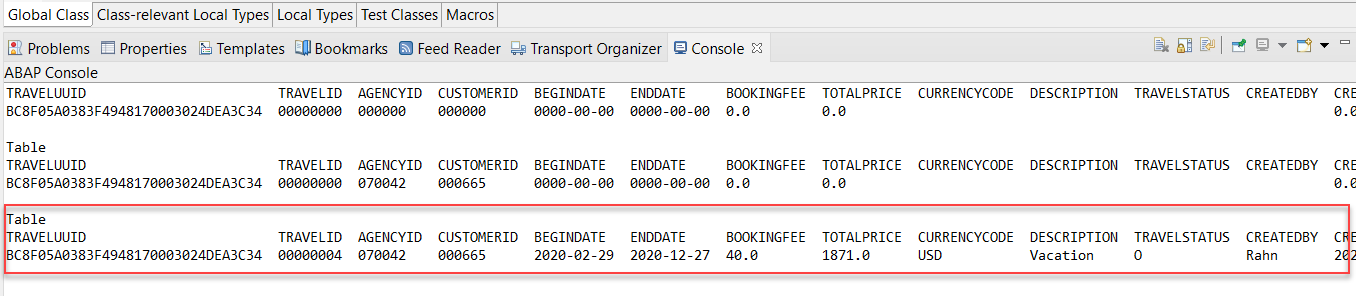 Global Class Class-relevant Local Types Local Types Test Classes Macros
Problems Properties Templates Bookmarks Feed Reader Transport Organizer Console
ABAP Console
TRAVELUUID TRAVELID AGENCYID CUSTOMERID BEGINDATE ENDDATE BOOKINGFEE TOTALPRICE CURRENCYCODE DESCRIPTION TRAVELSTATUS CREATEDBY CRE
BC8F05A0383F4948170003024DEA3C34 00000000 000000 000000 0000-00-00 0000-00-00 0.0 0.0 0.0
Table
TRAVELUUID TRAVELID AGENCYID CUSTOMERID BEGINDATE ENDDATE BOOKINGFEE TOTALPRICE CURRENCYCODE DESCRIPTION TRAVELSTATUS CREATEDBY CRE
BC8F05A0383F4948170003024DEA3C34 00000000 070042 000665 0000-00-00 0000-00-00 0.0 0.0 0.0
Table
TRAVELUUID TRAVELID AGENCYID CUSTOMERID BEGINDATE ENDDATE BOOKINGFEE TOTALPRICE CURRENCYCODE DESCRIPTION TRAVELSTATUS CREATEDBY CRE
BC8F05A0383F4948170003024DEA3C34 00000004 070042 000665 2020-02-29 2020-12-27 40.0 1871.0 USD Vacation O Rahn 202